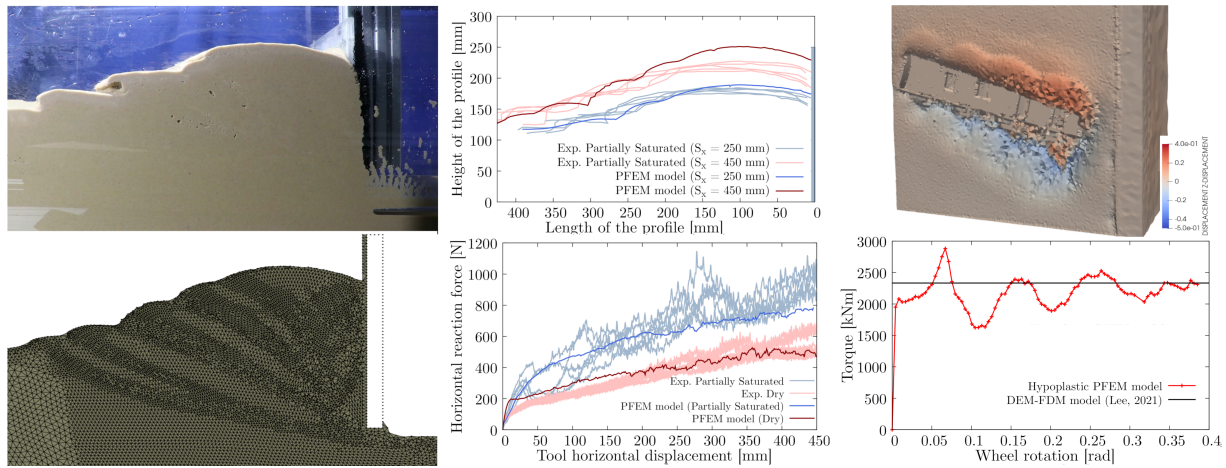 Height of the profile [mm]
300
250
200
150
100
50
0
Exp. Partially Saturated (Sx = 250 mm)
Exp. Partially Saturated (Sx = 450 mm)
PFEM model (Sx = 250 mm)
PFEM model (Sx = 450 mm)
400 350 300 250 200 150 100 50 0
Length of the profile [mm]
4.0e-01
0.2
0
-0.2
-0.4
-5.0e-01
DISPLACEMENT Z-DISPLACEMENT
Horizontal reaction force [N]
1200
1000
800
600
400
200
0
Exp. Partially Saturated
Exp. Dry
PFEM model (Partially Saturated)
PFEM model (Dry)
0 50 100 150 200 250 300 350 400 450
Tool horizontal displacement [mm]
Torque [kNm]
3000
2500
2000
1500
1000
500
0
Hypoplastic PFEM model
DEM-FDM model (Lee, 2021)
0 0.05 0.1 0.15 0.2 0.25 0.3 0.35 0.4
Wheel rotation [rad]